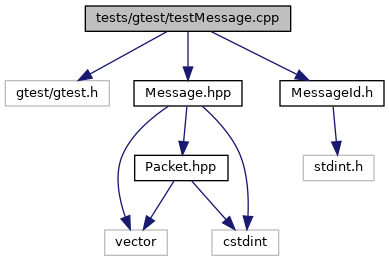 tests/gtest/testMessage.cpp
gtest/gtest.h
Message.hpp
MessageId.h
Packet.hpp
stdint.h
vector
cstdint